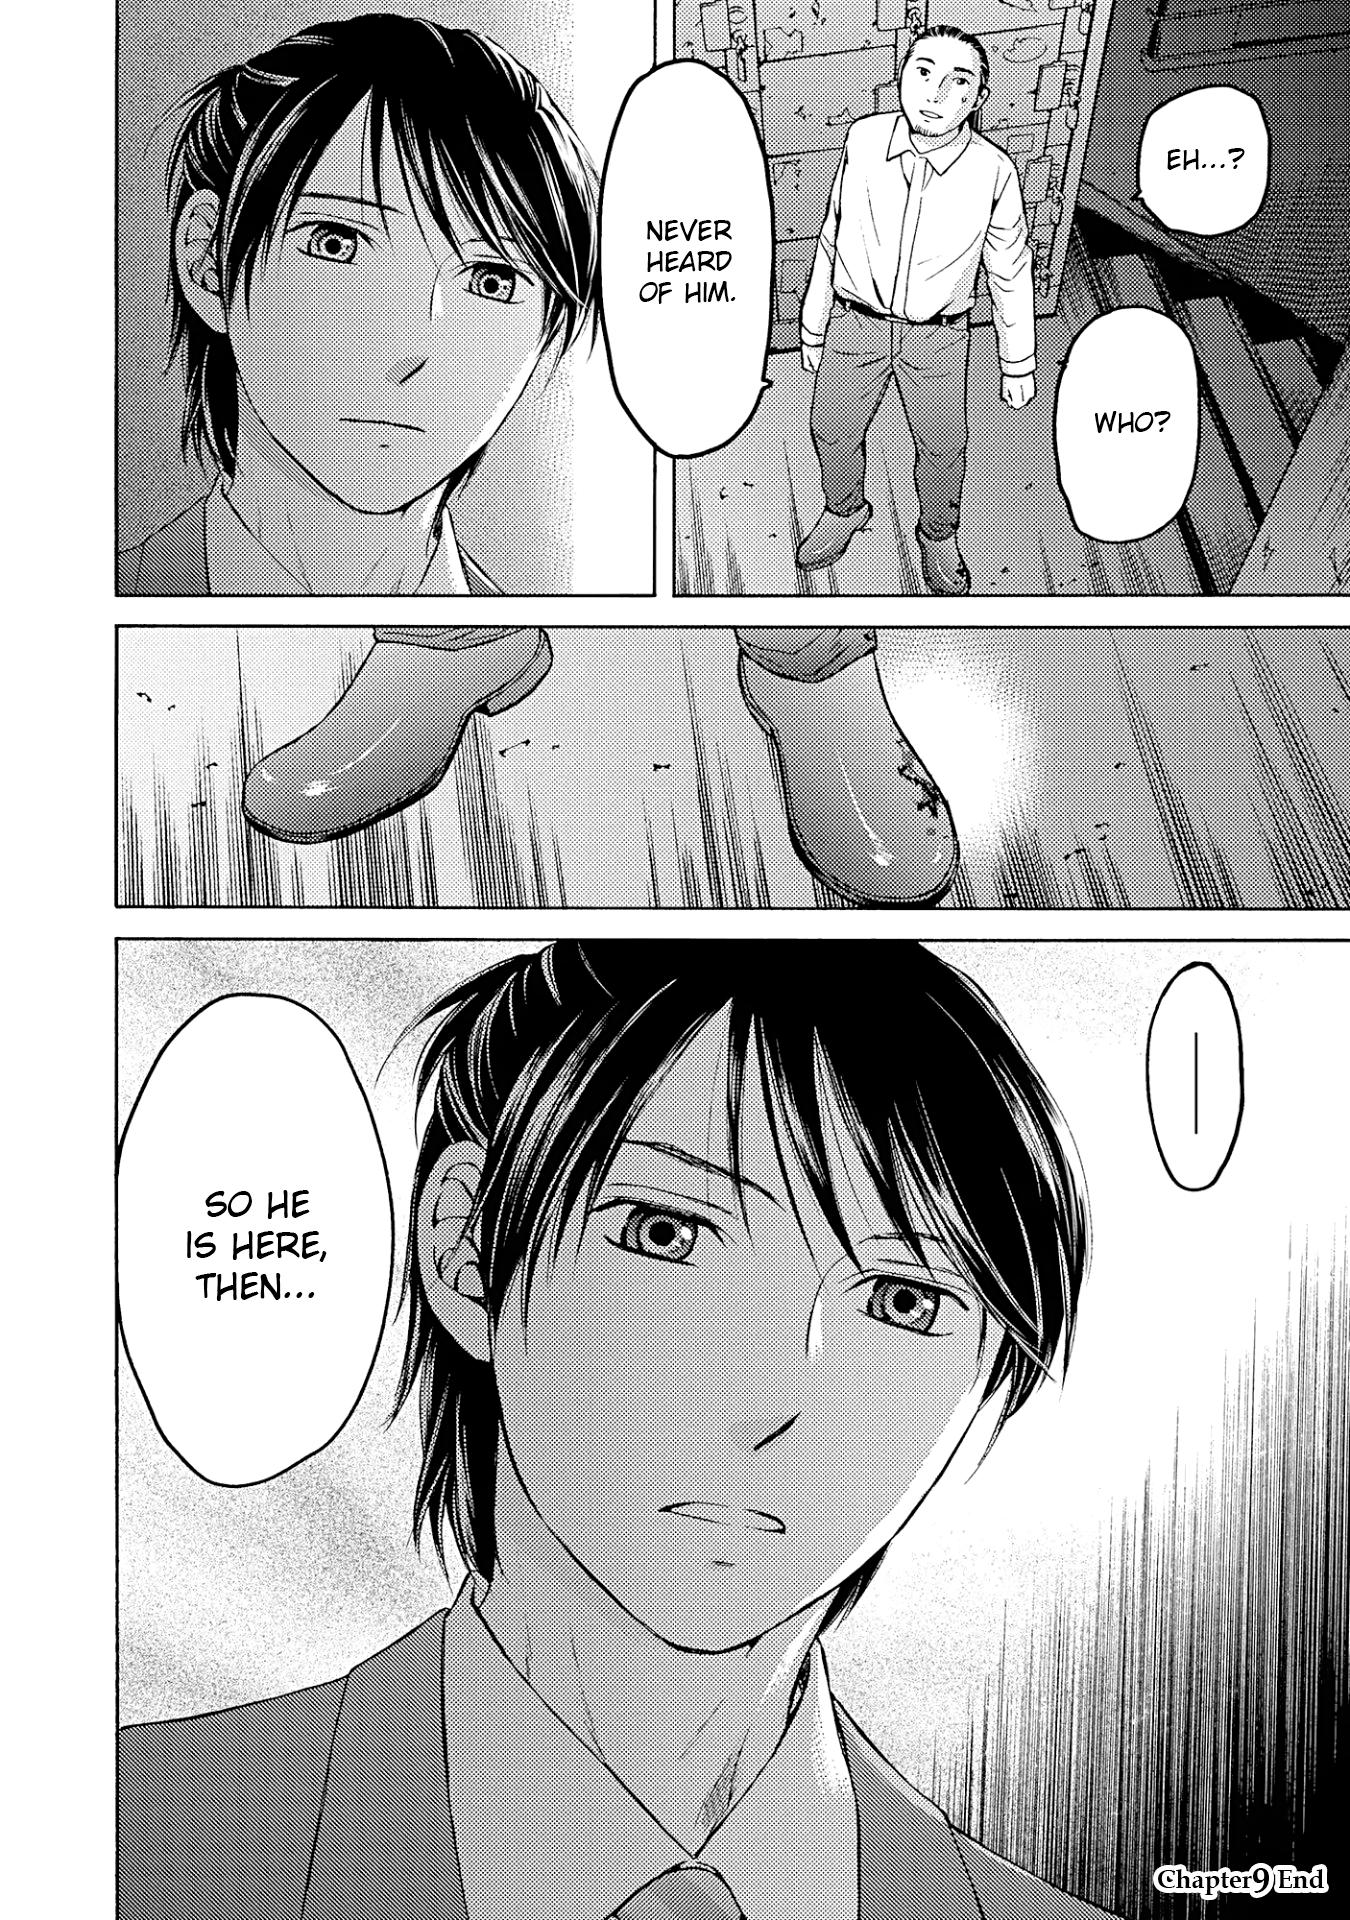 EH...?
WHO?
NEVER
HEARD
OF HIM.
SO HE
IS HERE,
THEN...
Chapter9 End